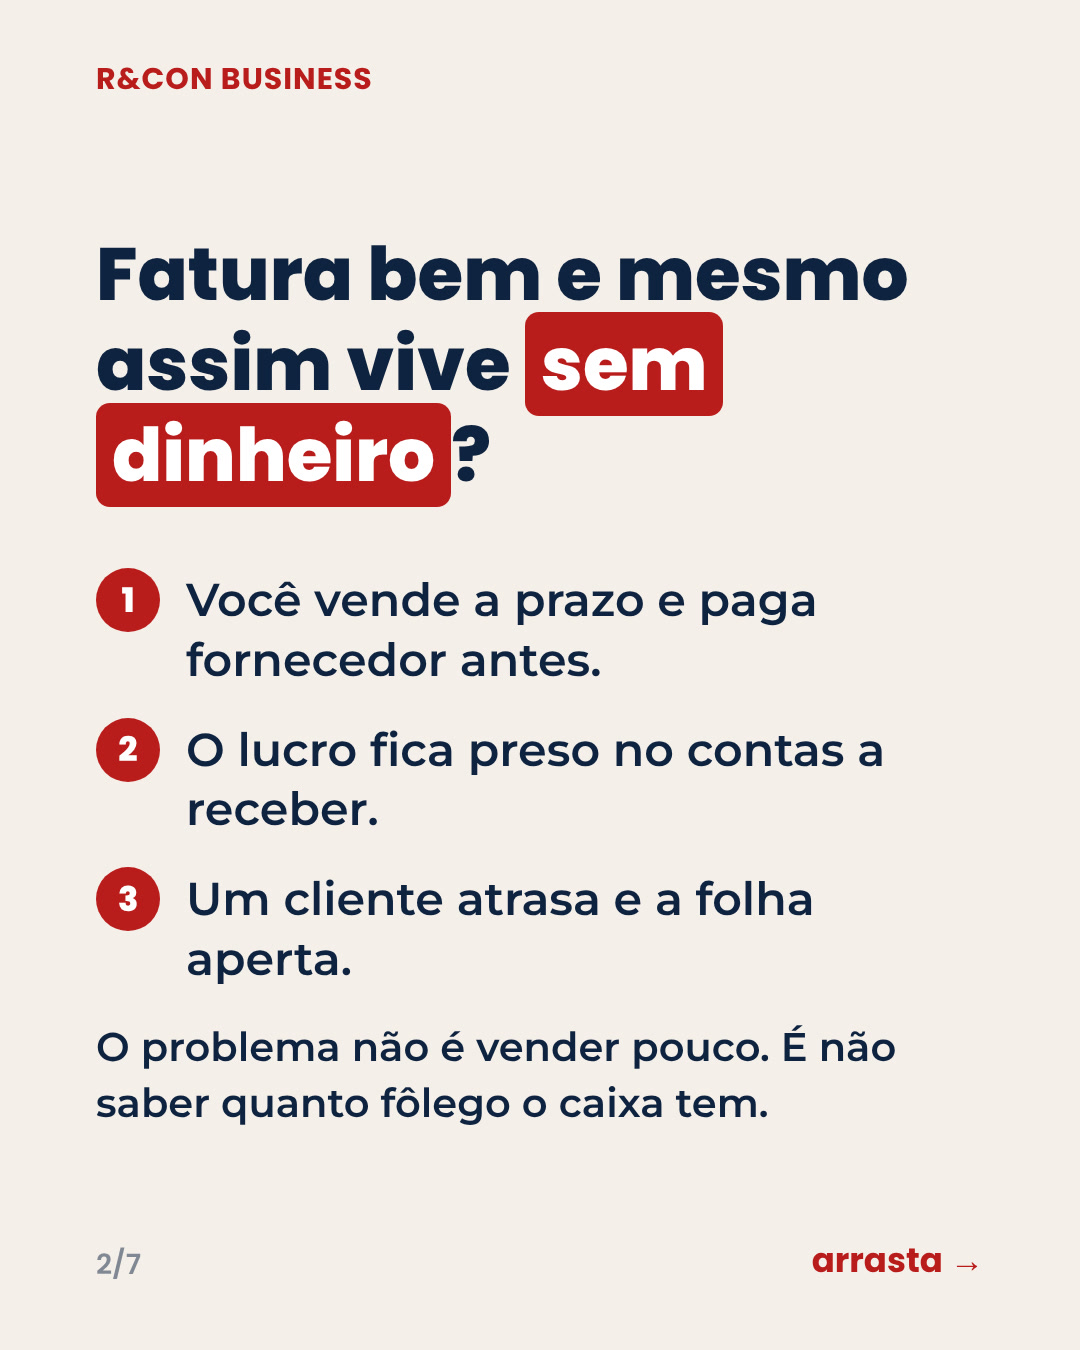 R&CON BUSINESS
Fatura bem e mesmo
assim vive sem
dinheiro?
1 Você vende a prazo e paga
fornecedor antes.
2 O lucro fica preso no contas a
receber.
3 Um cliente atrasa e a folha
aperta.
O problema não é vender pouco. É não
saber quanto fôlego o caixa tem.
2/7
arrasta →